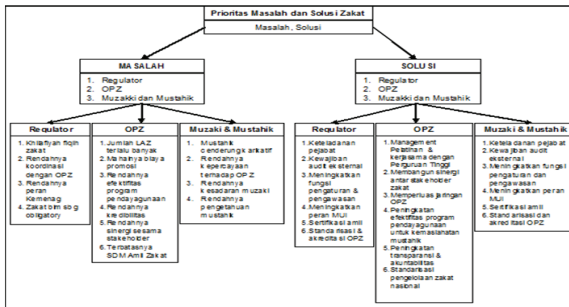 Prioritas Masalah dan Solusi Zakat
Masalah, Solusi
MASALAH
1. Regulator
2. OPZ
3. Muzakki dan Mustahik
SOLUSI
1. Regulator
2. OPZ
3. Muzakki dan Mustahik
Regulator
1. Khilafiyah fiqih
zakat
2. Rendahnya
koordinasi
dengan OPZ
3. Rendahnya
peran
Kemenag
4. Zakat blm sbg
obligatory
OPZ
1. Jumlah LAZ
terlalu banyak
2. Mahalnya biaya
promosi
3. Rendahnya
efektifitas
program
pendayagunaan
4. Rendahnya
kredibilitas
5. Rendahnya
sinergi sesama
stakeholder
6. Terbatasnya
SDM Amil Zakat
Muzaki & Mustahik
1. Mustahik
cenderung karikatif
2. Rendahnya
kepercayaan
terhadap OPZ
3. Rendahnya
kesadaran muzaki
4. Rendahnya
pengetahuan
mustahik
Regulator
1. Keteladanan
pejabat
2. Kewajiban
audit eksternal
3. Meningkatkan
fungsi
pengaturan &
pengawasan
4. Meningkatkan
peran MUI
5. Sertifikasi amil
6. Standarisasi &
akreditasi OPZ
OPZ
1. Management
Pelatihan &
kerjasama dengan
Perguruan Tinggi
2. Membangun sinergi
antar stakeholder
zakat
3. Memperluas jaringan
OPZ
4. Peningkatan
efektifitas program
pendayagunaan
untuk kemaslahatan
mustahik
5. Peningkatan
transparansi &
akuntabilitas
6. Standarisasi
pengelolaan zakat
nasional
Muzaki & Mustahik
1. Keteladanan pejabat
2. Kewajiban audit
eksternal
3. Meningkatkan fungsi
pengaturan dan
pengawasan
4. Meningkatkan peran
MUI
5. Sertifikasi amil
6. Standarisasi dan
akreditasi OPZ